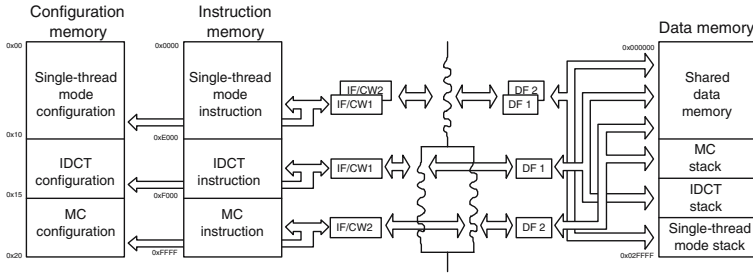 Configuration memory
Instruction memory
Data memory
0x00
0x0000
0x000000
Single-thread mode configuration
Single-thread mode instruction
IF/CW2
IF/CW1
DF 2
DF 1
Shared data memory
0x10
0xE000
IDCT configuration
IDCT instruction
IF/CW1
DF 1
MC stack
0x15
0xF000
IDCT stack
MC configuration
MC instruction
IF/CW2
DF 2
Single-thread mode stack
0x20
0xFFFF
0x02FFFF